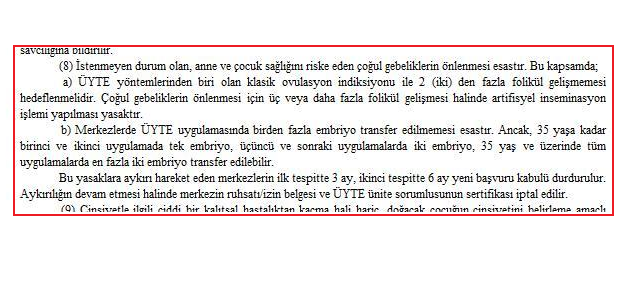 savcılığına bildirilir.
(8) İstenmeyen durum olan, anne ve çocuk sağlığını riske eden çoğul gebeliklerin önlenmesi esastır. Bu kapsamda;
a) ÜYTE yöntemlerinden biri olan klasik ovulasyon indiksiyonu ile 2 (iki) den fazla folikül gelişmemesi
hedeflenmelidir. Çoğul gebeliklerin önlenmesi için üç veya daha fazla folikül gelişmesi halinde artifisyel inseminasyon
işlemi yapılması yasaktır.
b) Merkezlerde ÜYTE uygulamasında birden fazla embriyo transfer edilmemesi esastır. Ancak, 35 yaşa kadar
birinci ve ikinci uygulamada tek embriyo, üçüncü ve sonraki uygulamalarda iki embriyo, 35 yaş ve üzerinde tüm
uygulamalarda en fazla iki embriyo transfer edilebilir.
Bu yasaklara aykırı hareket eden merkezlerin ilk tespitte 3 ay, ikinci tespitte 6 ay yeni başvuru kabulü durdurulur.
Aykırılığın devam etmesi halinde merkezin ruhsatı/izin belgesi ve ÜYTE ünite sorumlusunun sertifikası iptal edilir.
(9) Cinsiyetle ilgili ciddi bir kalıtsal hastalıktan kaçma hali hariç, doğacak çocuğun cinsiyetini belirleme amaçlı